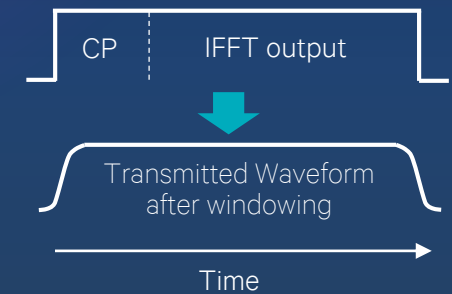 CP
IFFT output
Transmitted Waveform
after windowing
Time